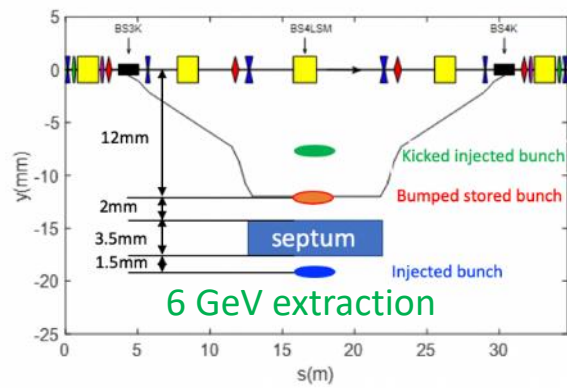 BS3K BS4LSM BS4K
0
-5
-10
-15
-20
-25
y(mm)
12mm
2mm
3.5mm
1.5mm
Kicked injected bunch
Bumped stored bunch
septum
Injected bunch
6 GeV extraction
0 5 10 15 20 25 30
s(m)